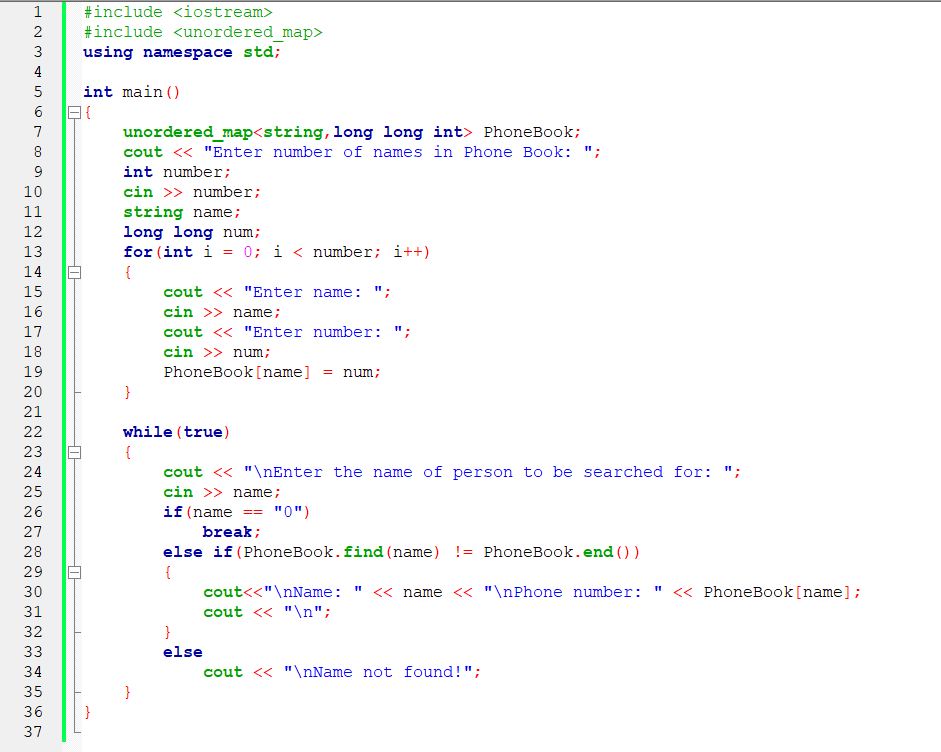 1 #include <iostream>
2 #include <unordered_map>
3 using namespace std;
4
5 int main()
6 {
7 unordered_map<string,long long int> PhoneBook;
8 cout << "Enter number of names in Phone Book: ";
9 int number;
10 cin >> number;
11 string name;
12 long long num;
13 for(int i = 0; i < number; i++)
14 {
15 cout << "Enter name: ";
16 cin >> name;
17 cout << "Enter number: ";
18 cin >> num;
19 PhoneBook[name] = num;
20 }
21
22 while(true)
23 {
24 cout << "\nEnter the name of person to be searched for: ";
25 cin >> name;
26 if(name == "0")
27 break;
28 else if(PhoneBook.find(name) != PhoneBook.end())
29 {
30 cout<<"\nName: " << name << "\nPhone number: " << PhoneBook[name];
31 cout << "\n";
32 }
33 else
34 cout << "\nName not found!";
35 }
36 }
37